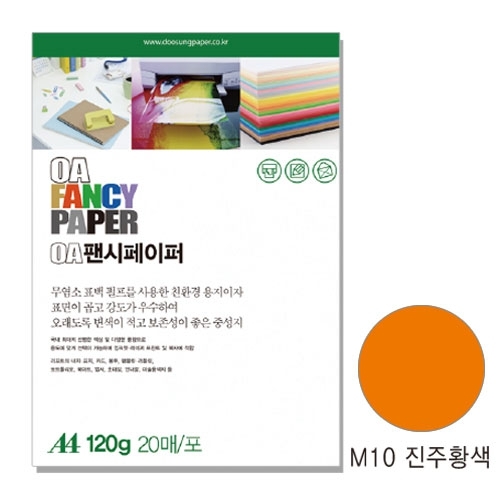 www.doosungpaper.co.kr
OA
FANCY
PAPER
OA팬시페이퍼
무염소 표백 펄프를 사용한 친환경 용지이자
표면이 곱고 강도가 우수하여
오래도록 변색이 적고 보존성이 좋은 중성지
A4 120g 20매/포
M10 진주황색